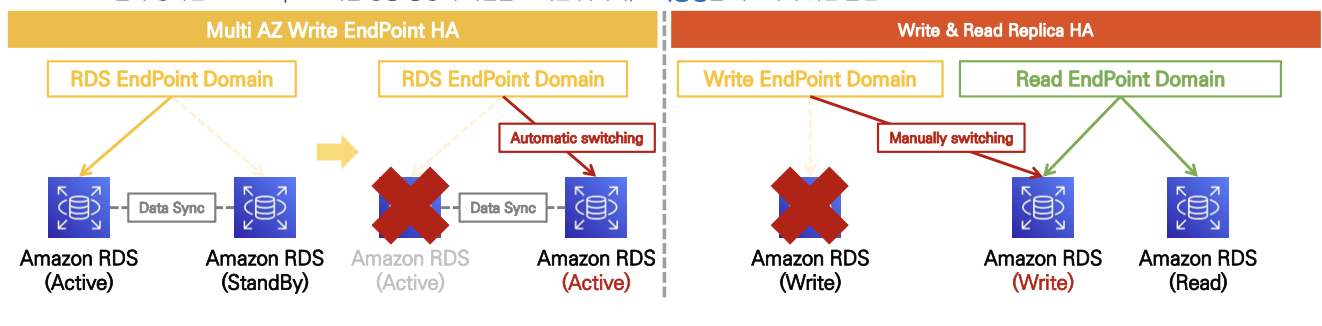 Multi AZ Write EndPoint HA
Write & Read Replica HA
RDS EndPoint Domain
RDS EndPoint Domain
Write EndPoint Domain
Read EndPoint Domain
Automatic switching
Manually switching
Data Sync
Data Sync
Amazon RDS
(Active)
Amazon RDS
(StandBy)
Amazon RDS
(Active)
Amazon RDS
(Active)
Amazon RDS
(Write)
Amazon RDS
(Write)
Amazon RDS
(Read)